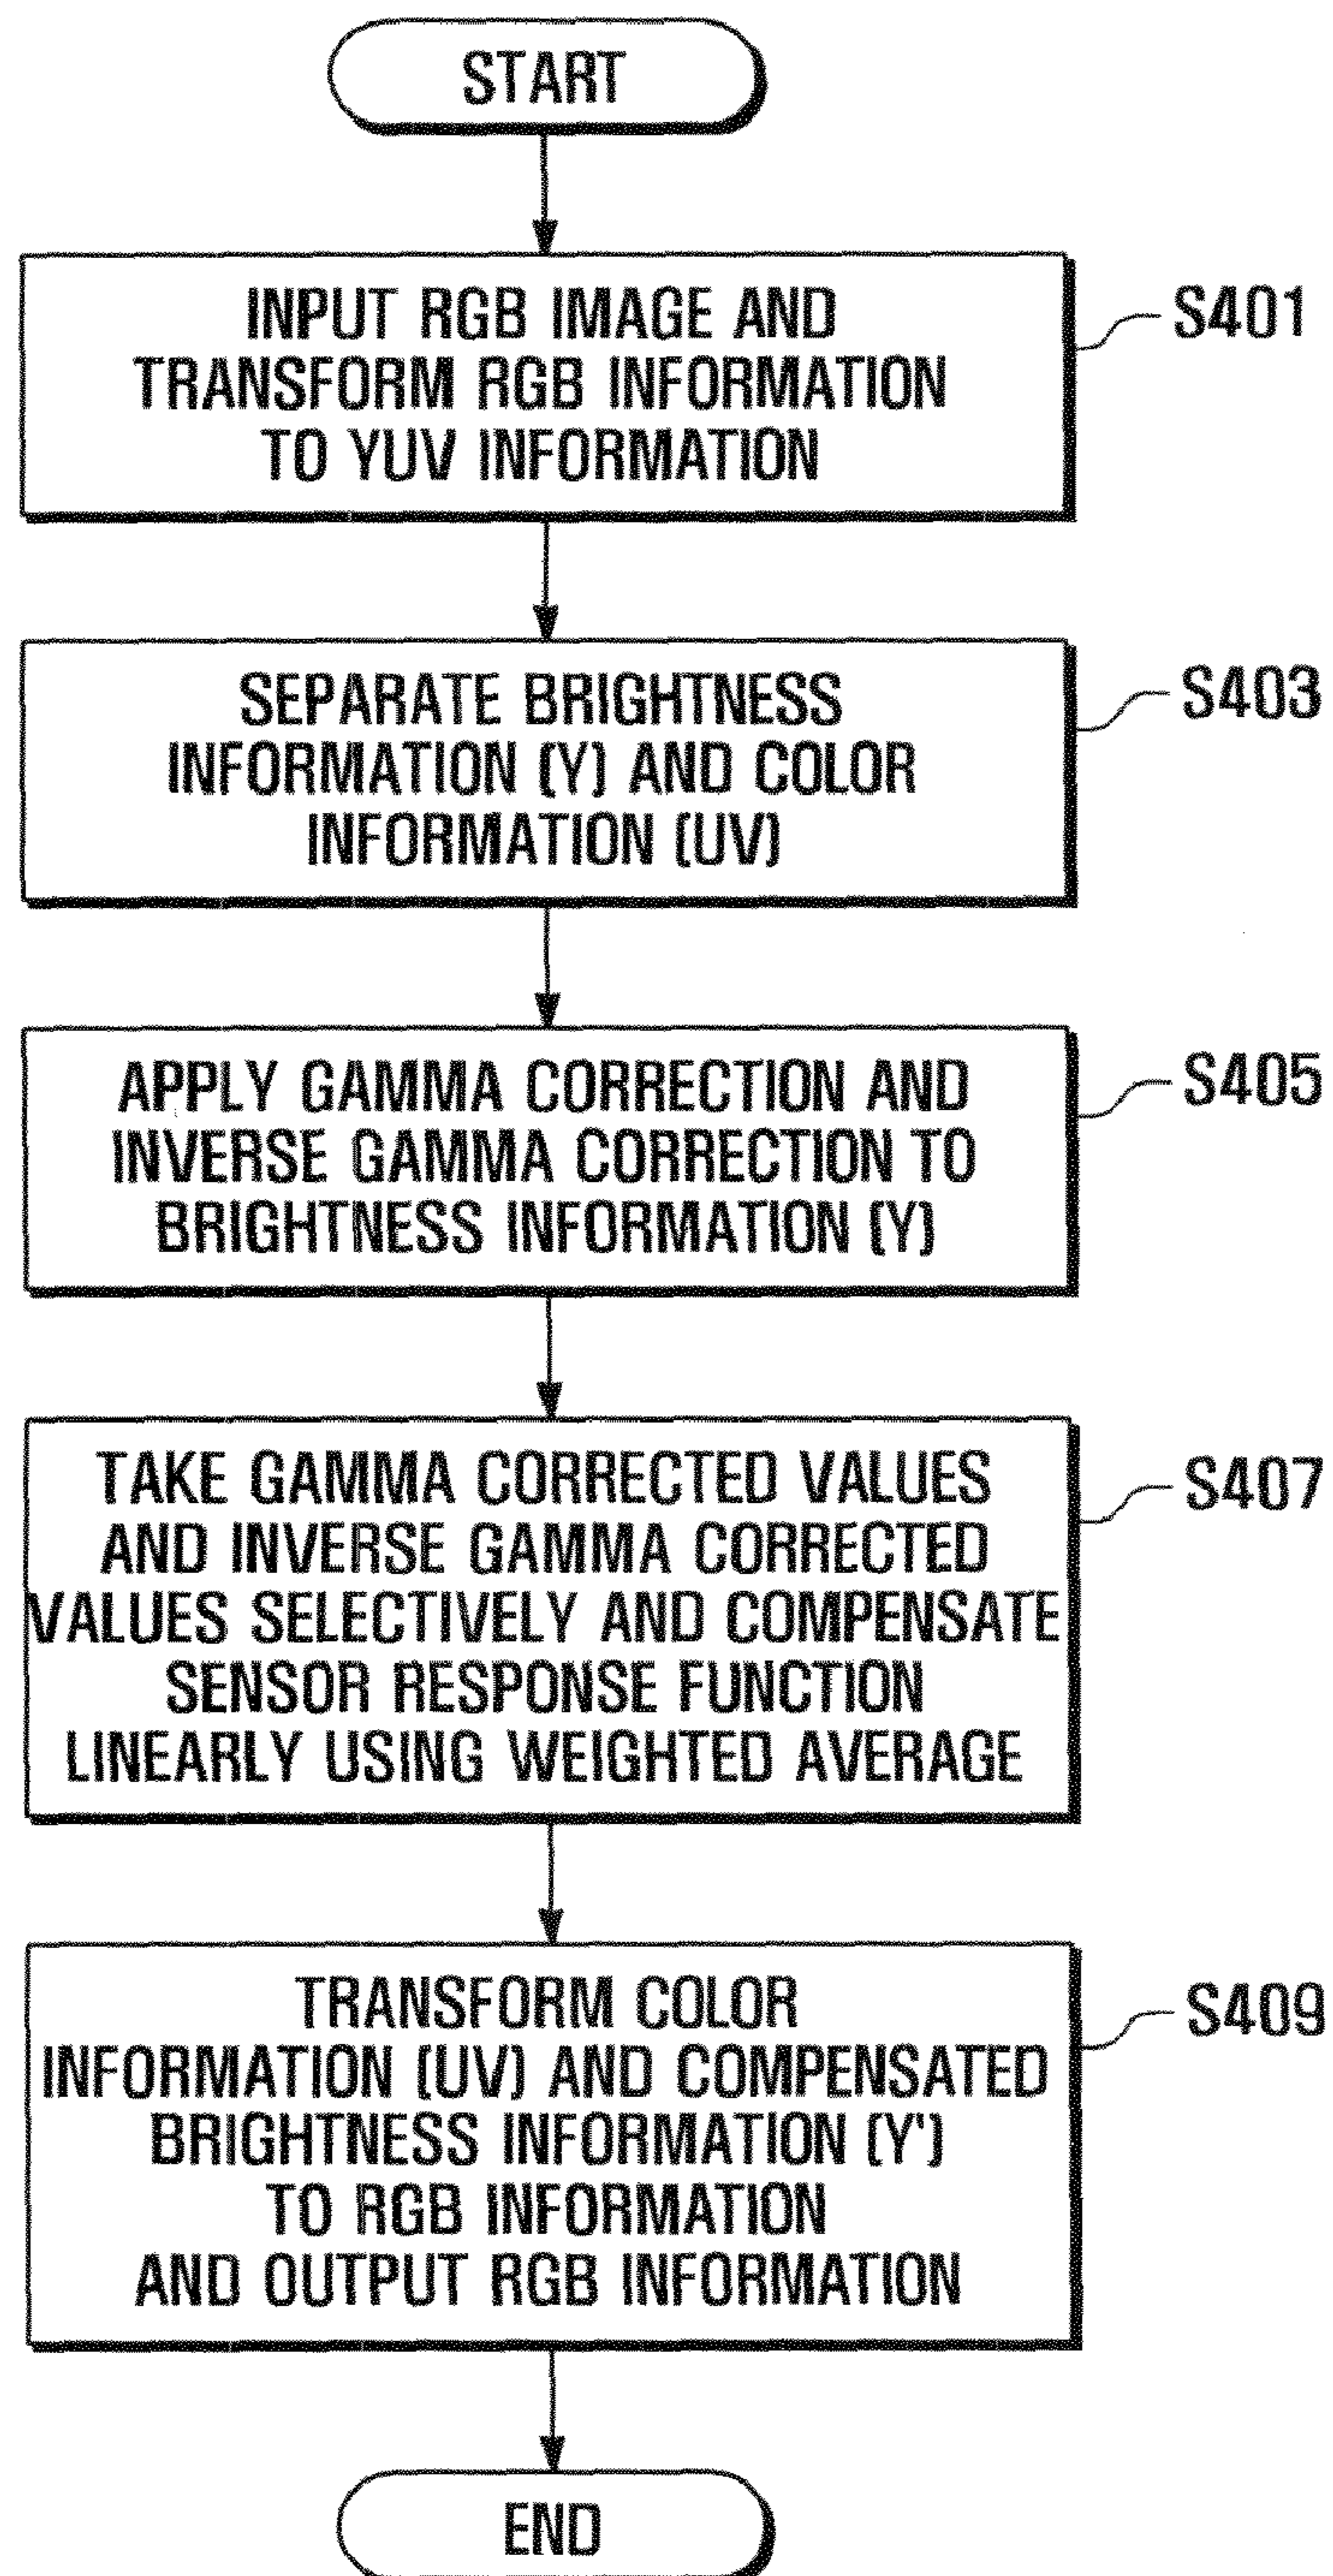 START
INPUT RGB IMAGE AND
TRANSFORM RGB INFORMATION
TO YUV INFORMATION
S401
SEPARATE BRIGHTNESS
INFORMATION (Y) AND COLOR
INFORMATION (UV)
S403
APPLY GAMMA CORRECTION AND
INVERSE GAMMA CORRECTION TO
BRIGHTNESS INFORMATION (Y)
S405
TAKE GAMMA CORRECTED VALUES
AND INVERSE GAMMA CORRECTED
VALUES SELECTIVELY AND COMPENSATE
SENSOR RESPONSE FUNCTION
LINEARLY USING WEIGHTED AVERAGE
S407
TRANSFORM COLOR
INFORMATION (UV) AND COMPENSATED
BRIGHTNESS INFORMATION (Y')
TO RGB INFORMATION
AND OUTPUT RGB INFORMATION
S409
END